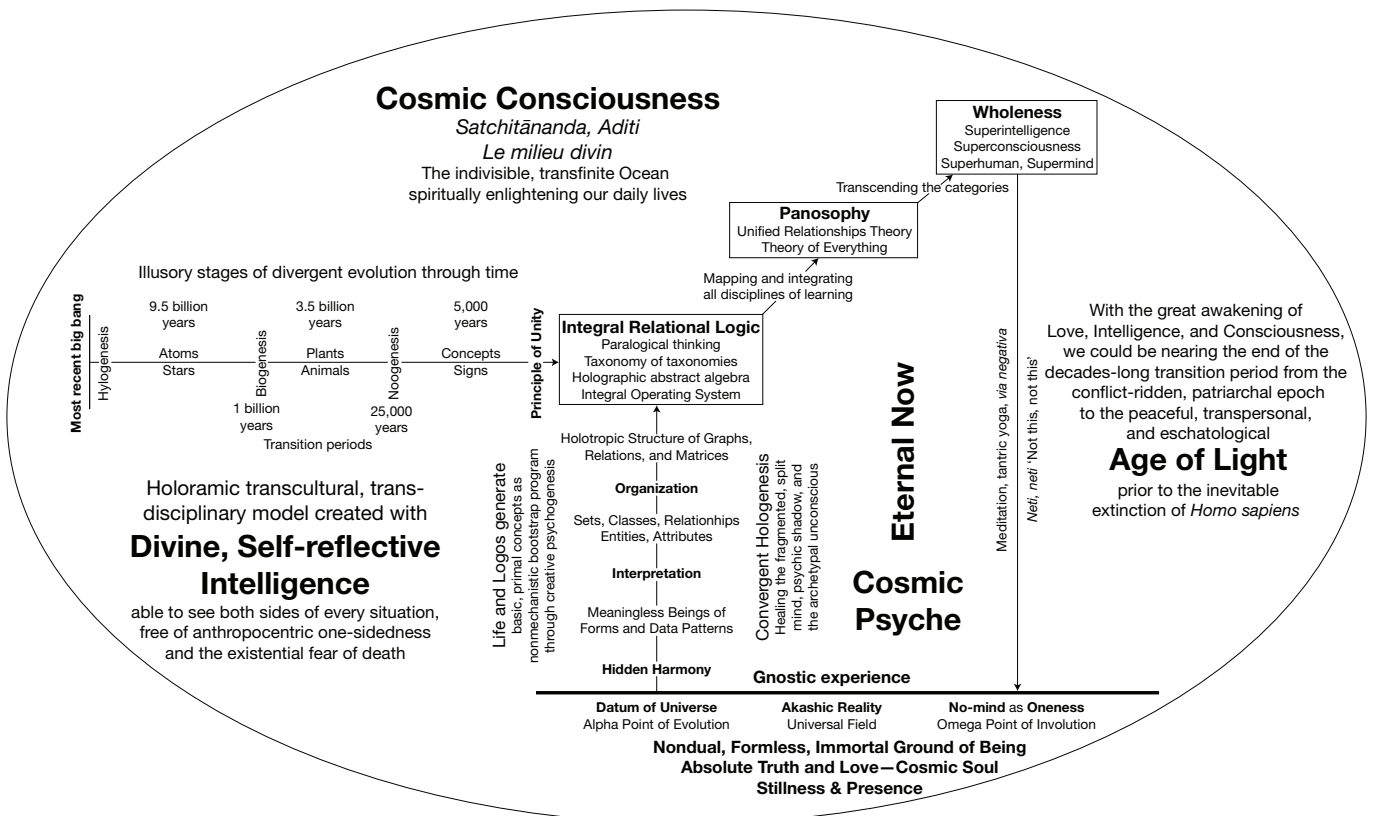 Cosmic Consciousness
Satchitānanda, Aditi
Le milieu divin
The indivisible, transfinite Ocean
spiritually enlightening our daily lives
Wholeness
Superintelligence
Superconsciousness
Superhuman, Supermind
Transcending the categories
Panosophy
Unified Relationships Theory
Theory of Everything
Mapping and integrating
all disciplines of learning
Illusory stages of divergent evolution through time
Most recent big bang
Hylogenesis
9.5 billion
years
Atoms
Stars
Biogenesis
1 billion
years
3.5 billion
years
Plants
Animals
Noogenesis
25,000
years
Transition periods
5,000
years
Concepts
Signs
Principle of Unity
Integral Relational Logic
Paralogical thinking
Taxonomy of taxonomies
Holographic abstract algebra
Integral Operating System
Holotropic Structure of Graphs,
Relations, and Matrices
Organization
Sets, Classes, Relationhips
Entities, Attributes
Interpretation
Meaningless Beings of
Forms and Data Patterns
Hidden Harmony
Life and Logos generate
basic, primal concepts as
nonmechanistic bootstrap program
through creative psychogenesis
Convergent Hologenesis
Healing the fragmented, split
mind, psychic shadow, and
the archetypal unconscious
Eternal Now
Cosmic
Psyche
Meditation, tantric yoga, via negativa
Neti, neti 'Not this, not this'
With the great awakening of
Love, Intelligence, and Consciousness,
we could be nearing the end of the
decades-long transition period from the
conflict-ridden, patriarchal epoch
to the peaceful, transpersonal,
and eschatological
Age of Light
prior to the inevitable
extinction of Homo sapiens
Holoramic transcultural, trans-
disciplinary model created with
Divine, Self-reflective
Intelligence
able to see both sides of every situation,
free of anthropocentric one-sidedness
and the existential fear of death
Gnostic experience
Datum of Universe
Alpha Point of Evolution
Akashic Reality
Universal Field
No-mind as Oneness
Omega Point of Involution
Nondual, Formless, Immortal Ground of Being
Absolute Truth and Love—Cosmic Soul
Stillness & Presence